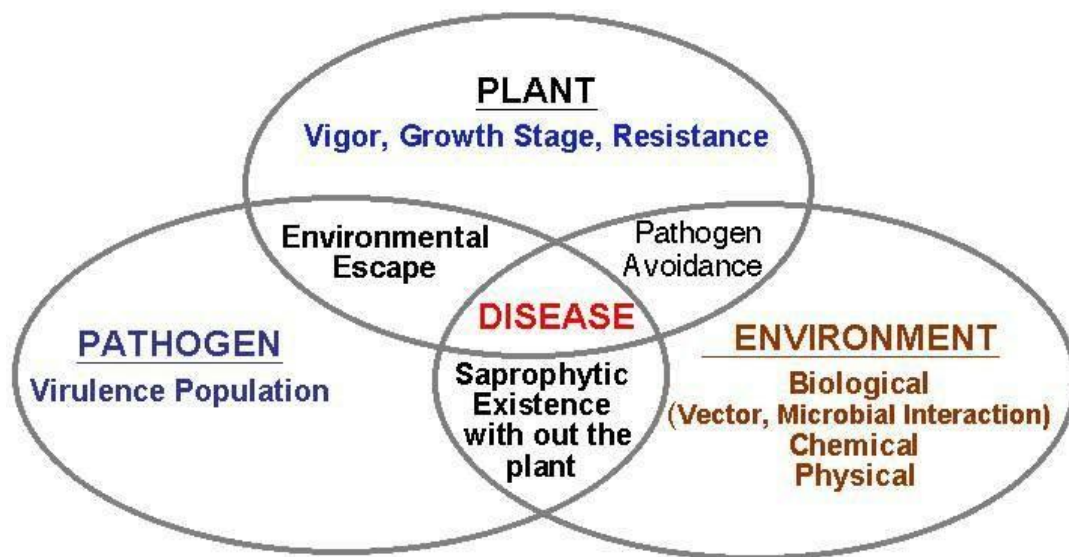 PLANT
Vigor, Growth Stage, Resistance
Environmental
Escape
Pathogen
Avoidance
DISEASE
PATHOGEN
Virulence Population
ENVIRONMENT
Biological
(Vector, Microbial Interaction)
Chemical
Physical
Saprophytic
Existence
with out the
plant